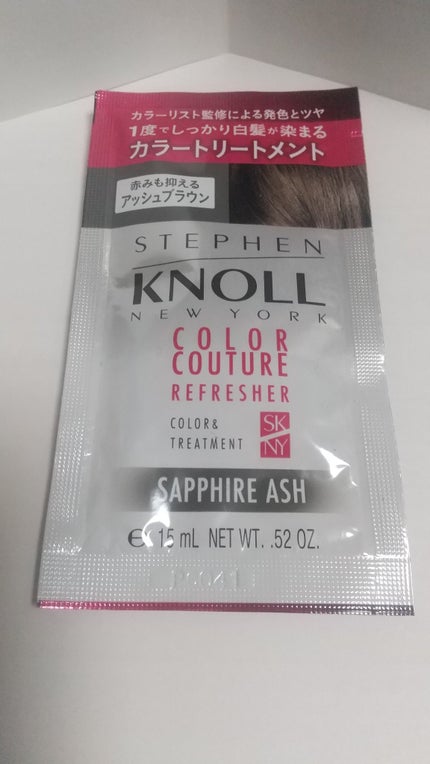 カラーリスト監修による発色とツヤ
1度でしっかり白髪が染まる
カラートリートメント
赤みも抑える
アッシュブラウン
STEPHEN
KNOLL
NEW YORK
COLOR
COUTURE
REFRESHER
COLOR&
TREATMENT
SK
NY
SAPPHIRE ASH
℮ 15 mL NET WT. .52 OZ.